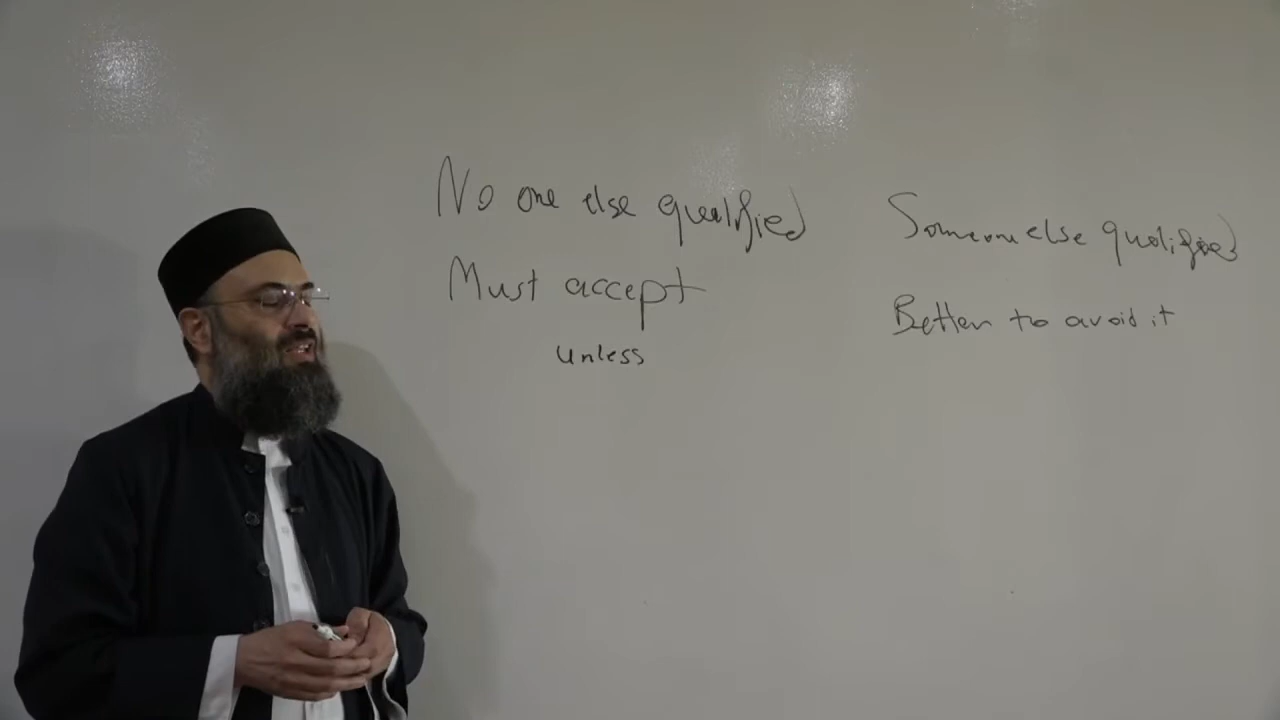 No one else qualified
Must accept
unless
Someone else qualified
Better to avoid it